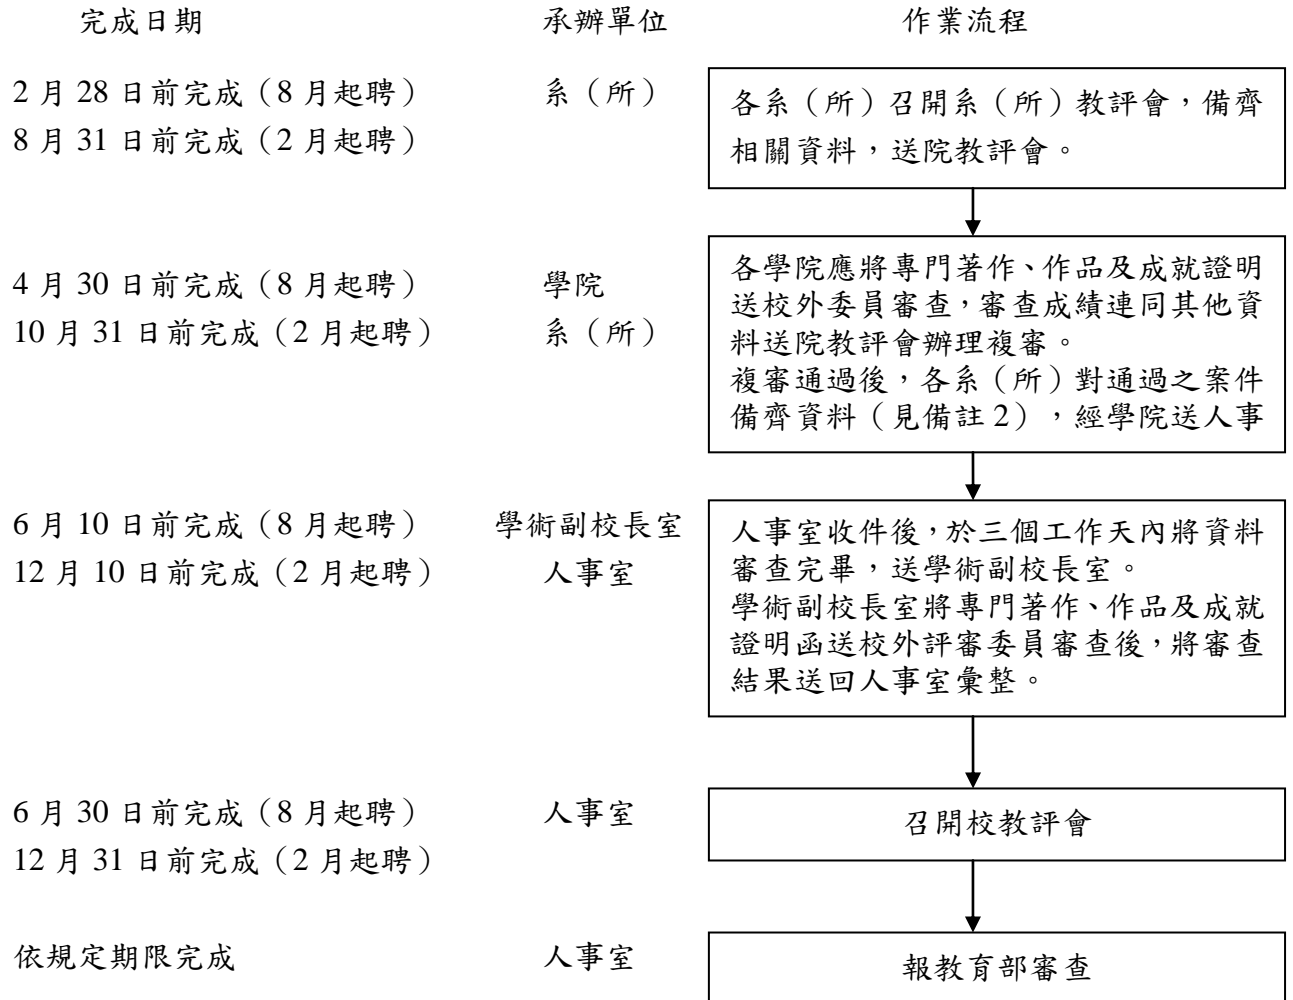 完成日期 承辦單位 作業流程
2 月 28 日前完成（8 月起聘） 系（所） 各系（所）召開系（所）教評會，備齊
8 月 31 日前完成（2 月起聘） 相關資料，送院教評會。
各學院應將專門著作、作品及成就證明
4 月 30 日前完成（8 月起聘） 學院 送校外委員審查，審查成績連同其他資
10 月 31 日前完成（2 月起聘） 系（所） 料送院教評會辦理複審。
複審通過後，各系（所）對通過之案件
備齊資料（見備註 2），經學院送人事
6 月 10 日前完成（8 月起聘） 學術副校長室 人事室收件後，於三個工作天內將資料
12 月 10 日前完成（2 月起聘） 人事室 審查完畢，送學術副校長室。
學術副校長室將專門著作、作品及成就
證明函送校外評審委員審查後，將審查
結果送回人事室彙整。
6 月 30 日前完成（8 月起聘） 人事室 召開校教評會
12 月 31 日前完成（2 月起聘）
依規定期限完成 人事室 報教育部審查